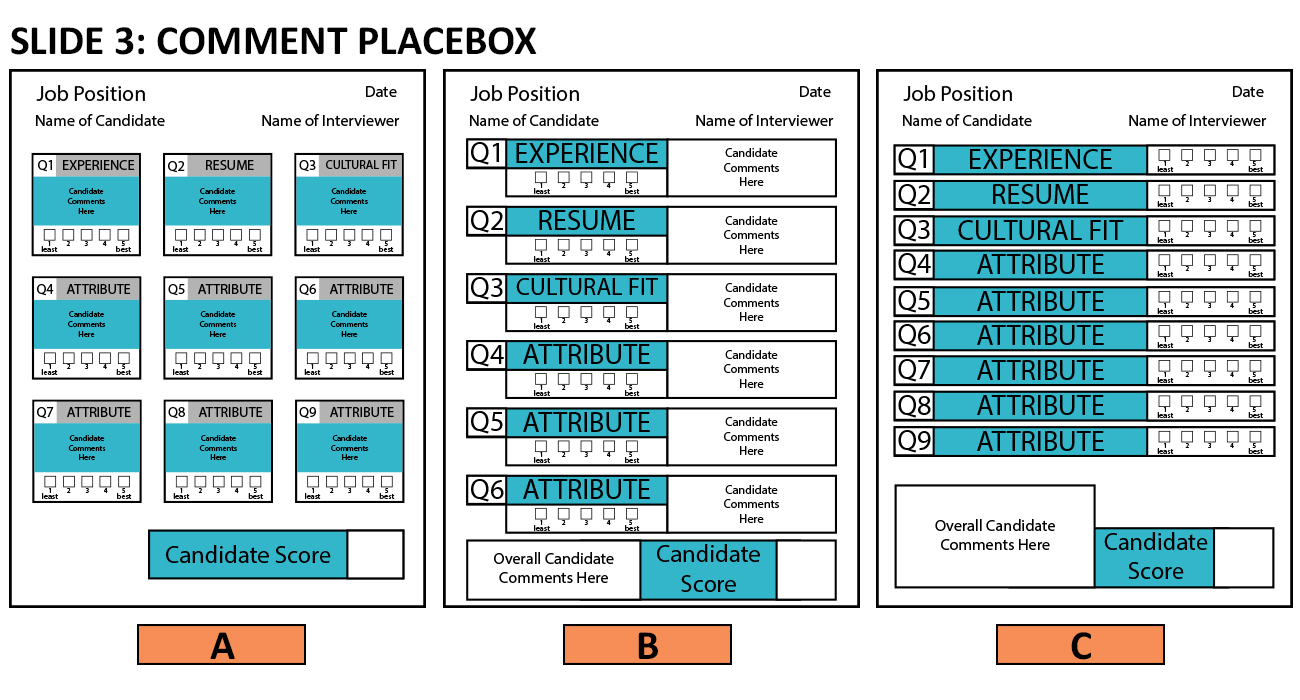 SLIDE 3: COMMENT PLACEBOX
Job Position
Date
Name of Candidate
Name of Interviewer
Q1 EXPERIENCE
Candidate
Comments
Here
1 2 3 4 5
least best
Q2 RESUME
Candidate
Comments
Here
1 2 3 4 5
least best
Q3 CULTURAL FIT
Candidate
Comments
Here
1 2 3 4 5
least best
Q4 ATTRIBUTE
Candidate
Comments
Here
1 2 3 4 5
least best
Q5 ATTRIBUTE
Candidate
Comments
Here
1 2 3 4 5
least best
Q6 ATTRIBUTE
Candidate
Comments
Here
1 2 3 4 5
least best
Q7 ATTRIBUTE
Candidate
Comments
Here
1 2 3 4 5
least best
Q8 ATTRIBUTE
Candidate
Comments
Here
1 2 3 4 5
least best
Q9 ATTRIBUTE
Candidate
Comments
Here
1 2 3 4 5
least best
Candidate Score
A
Job Position
Date
Name of Candidate
Name of Interviewer
Q1 EXPERIENCE
1 2 3 4 5
least best
Candidate
Comments
Here
Q2 RESUME
1 2 3 4 5
least best
Candidate
Comments
Here
Q3 CULTURAL FIT
1 2 3 4 5
least best
Candidate
Comments
Here
Q4 ATTRIBUTE
1 2 3 4 5
least best
Candidate
Comments
Here
Q5 ATTRIBUTE
1 2 3 4 5
least best
Candidate
Comments
Here
Q6 ATTRIBUTE
1 2 3 4 5
least best
Candidate
Comments
Here
Overall Candidate
Comments Here
Candidate
Score
B
Job Position
Date
Name of Candidate
Name of Interviewer
Q1 EXPERIENCE
1 2 3 4 5
least best
Q2 RESUME
1 2 3 4 5
least best
Q3 CULTURAL FIT
1 2 3 4 5
least best
Q4 ATTRIBUTE
1 2 3 4 5
least best
Q5 ATTRIBUTE
1 2 3 4 5
least best
Q6 ATTRIBUTE
1 2 3 4 5
least best
Q7 ATTRIBUTE
1 2 3 4 5
least best
Q8 ATTRIBUTE
1 2 3 4 5
least best
Q9 ATTRIBUTE
1 2 3 4 5
least best
Overall Candidate
Comments Here
Candidate
Score
C